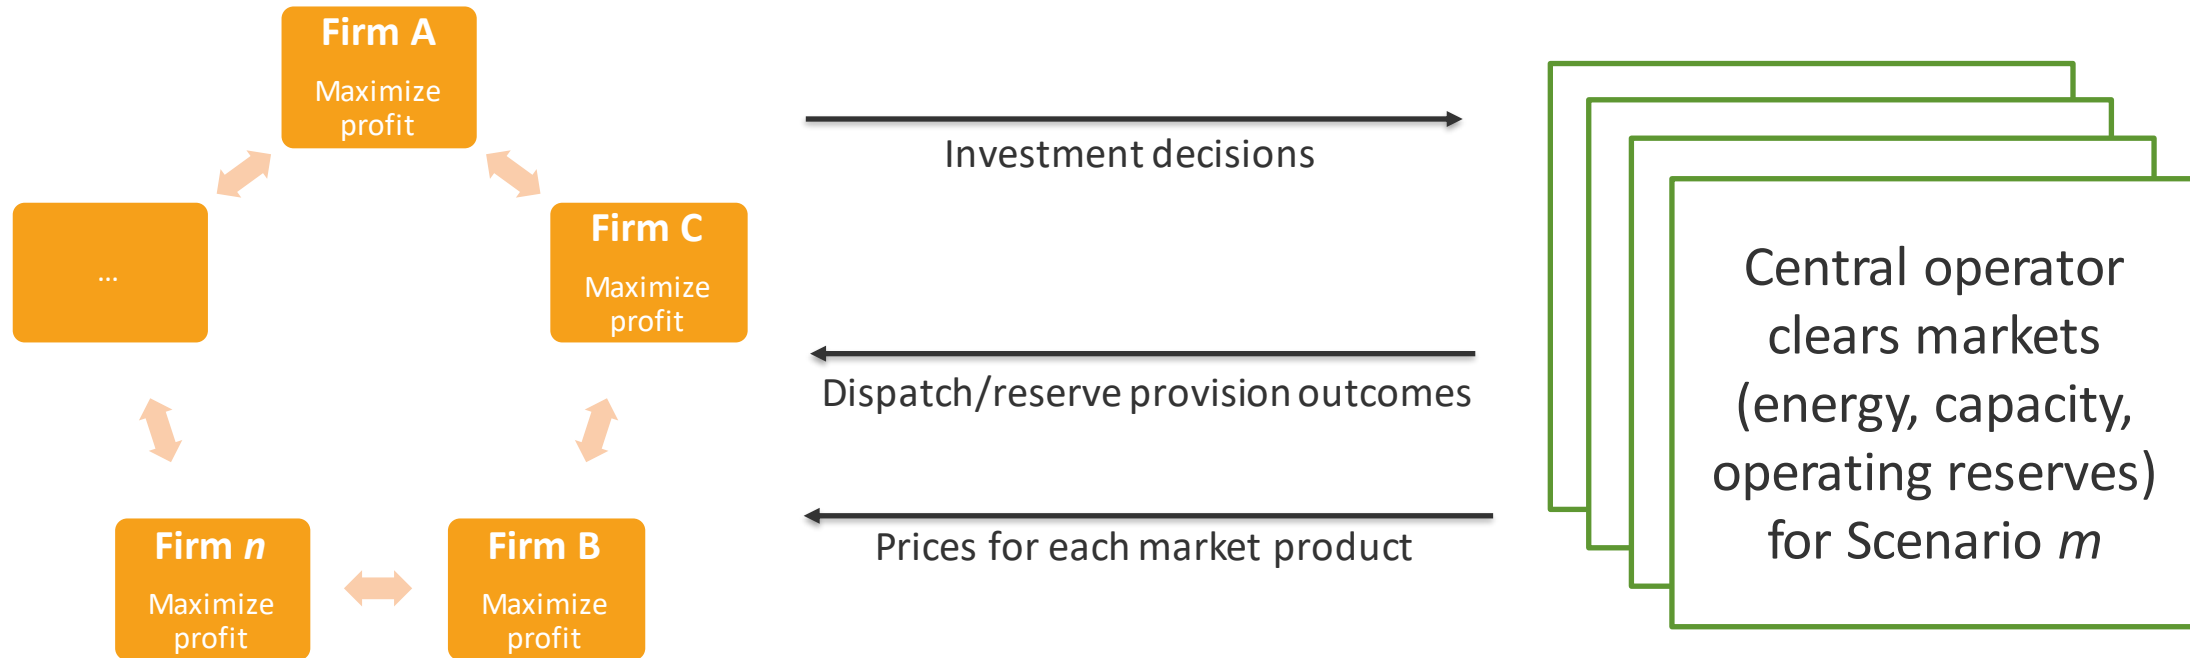 Firm A
Maximize
profit
...
Firm C
Maximize
profit
Firm n
Maximize
profit
Firm B
Maximize
profit
Investment decisions
Dispatch/reserve provision outcomes
Prices for each market product
Central operator
clears markets
(energy, capacity,
operating reserves)
for Scenario m